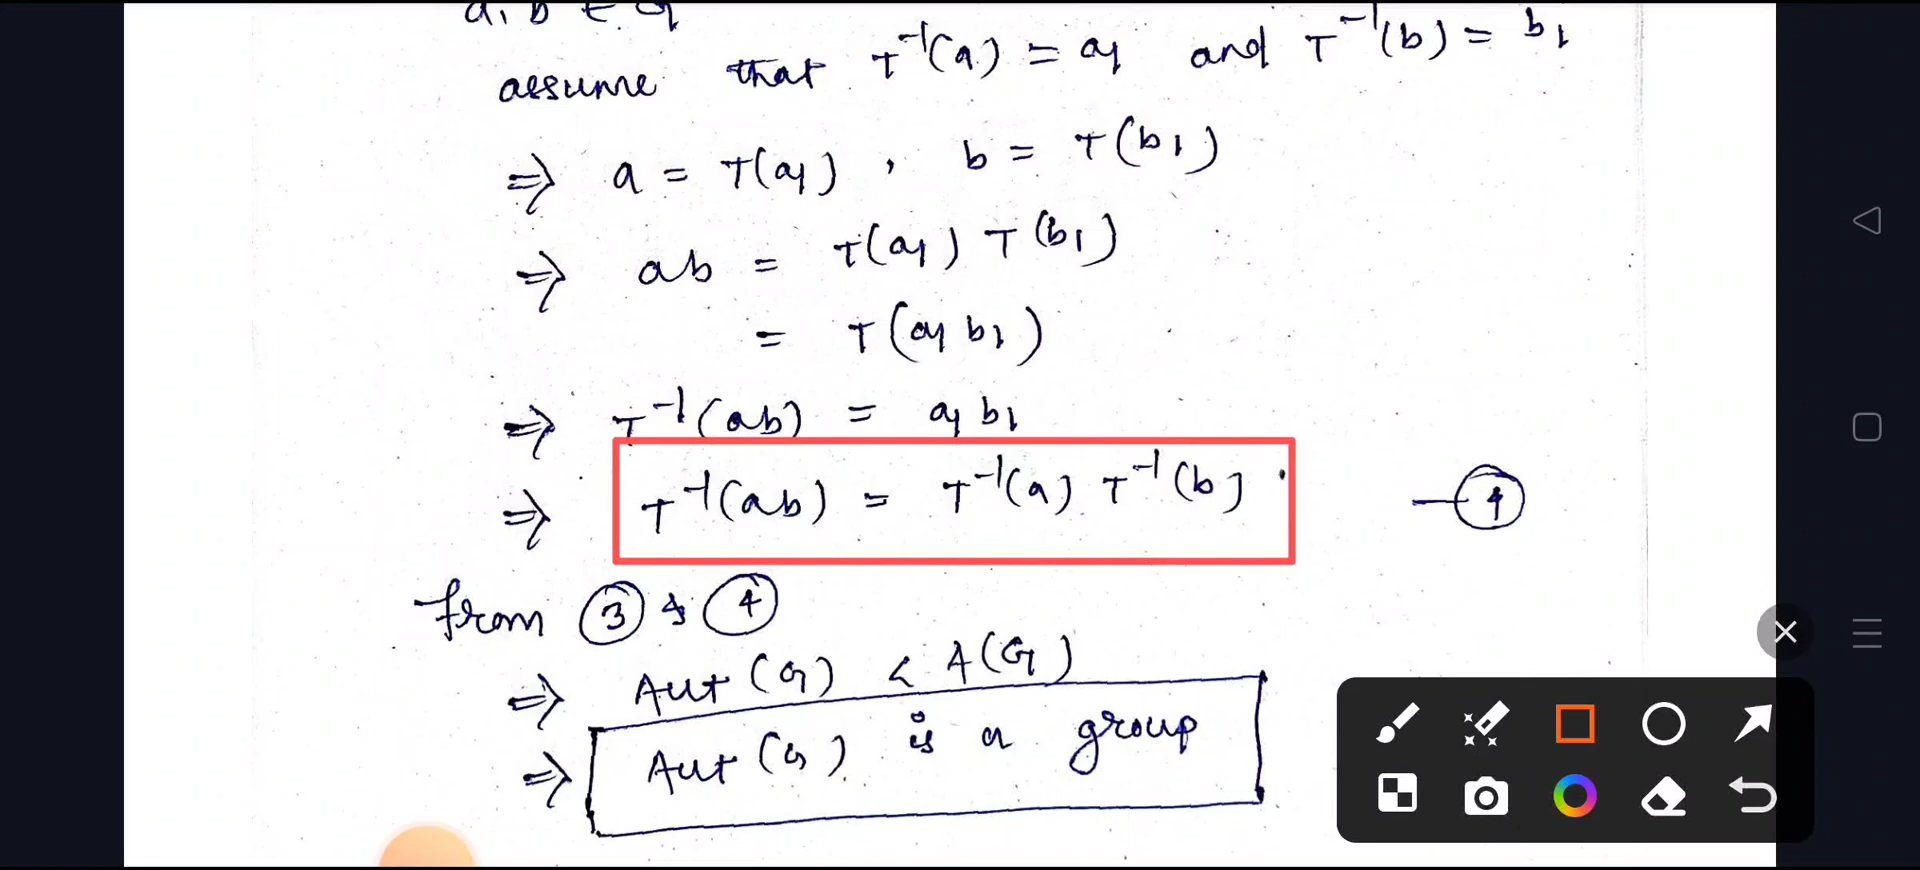 a, b ∈ G
assume that T⁻¹(a) = a₁ and T⁻¹(b) = b₁
⇒ a = T(a₁) , b = T(b₁)
⇒ ab = T(a₁) T(b₁)
= T(a₁ b₁)
⇒ T⁻¹(ab) = a₁ b₁
⇒ T⁻¹(ab) = T⁻¹(a) T⁻¹(b) . —④
from ③ & ④
⇒ Aut(G) < A(G)
⇒ Aut(G) is a group